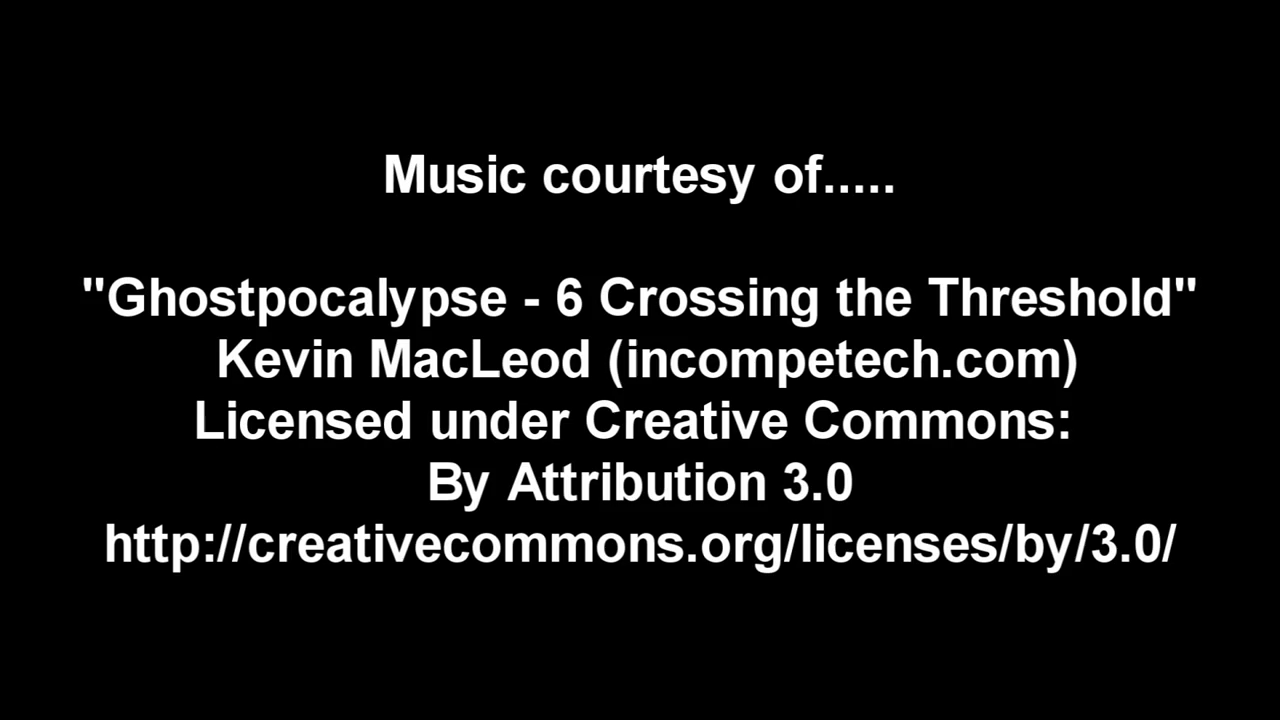 Music courtesy of.....
"Ghostpocalypse - 6 Crossing the Threshold"
Kevin MacLeod (incompetech.com)
Licensed under Creative Commons:
By Attribution 3.0
http://creativecommons.org/licenses/by/3.0/